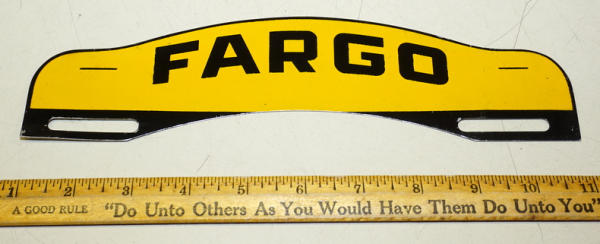 FARGO
1 2 3 4 5 6 7 8 9 10 11
A GOOD RULE "Do Unto Others As You Would Have Them Do Unto You"